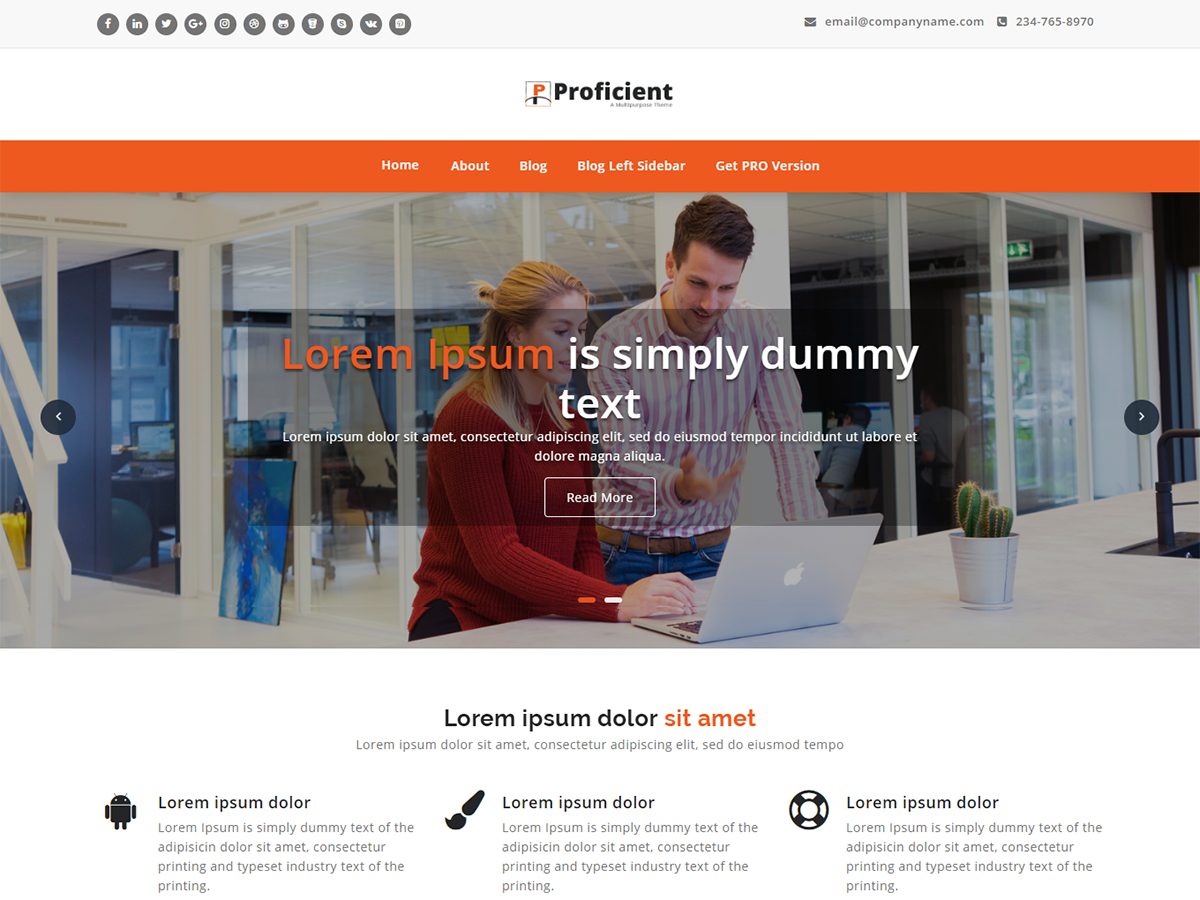 email@companyname.com 234-765-8970
Proficient
A Multipurpose Theme
Home About Blog Blog Left Sidebar Get PRO Version
Lorem Ipsum is simply dummy
text
Lorem ipsum dolor sit amet, consectetur adipiscing elit, sed do eiusmod tempor incididunt ut labore et
dolore magna aliqua.
Read More
Lorem ipsum dolor sit amet
Lorem ipsum dolor sit amet, consectetur adipiscing elit, sed do eiusmod tempo
Lorem ipsum dolor
Lorem Ipsum is simply dummy text of the
adipisicin dolor sit amet, consectetur
printing and typeset industry text of the
printing.
Lorem ipsum dolor
Lorem Ipsum is simply dummy text of the
adipisicin dolor sit amet, consectetur
printing and typeset industry text of the
printing.
Lorem ipsum dolor
Lorem Ipsum is simply dummy text of the
adipisicin dolor sit amet, consectetur
printing and typeset industry text of the
printing.